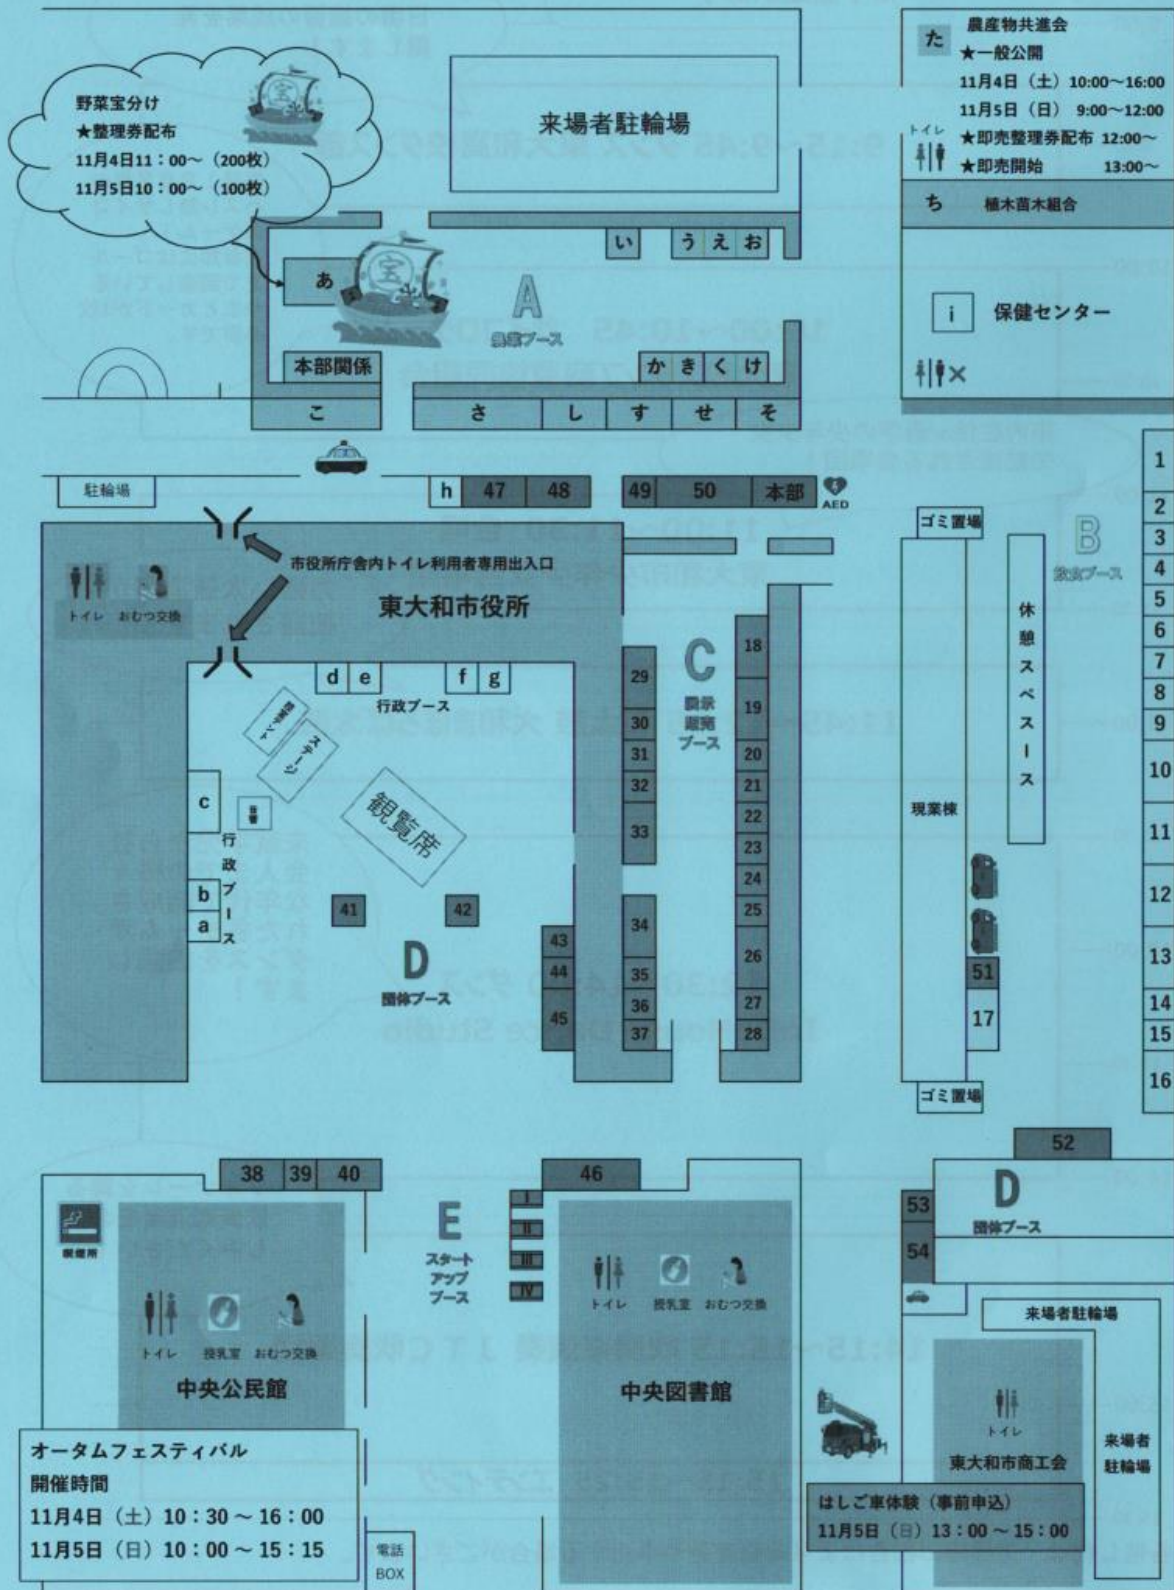 野菜宝分け
★整理券配布
11月4日11：00～（200枚）
11月5日10：00～（100枚）
宝
来場者駐輪場
た 農産物共進会
★一般公開
11月4日（土）10:00～16:00
11月5日（日） 9:00～12:00
★即売整理券配布 12:00～
★即売開始 13:00～
トイレ
ち 植木苗木組合
i 保健センター
×
い う え お
あ
宝
A
農業ブース
本部関係
か き く け
こ さ し す せ そ
駐輪場
h 47 48 49 50 本部
AED
市役所庁舎内トイレ利用者専用出入口
東大和市役所
トイレ おむつ交換
d e f g
行政ブース
ステージ
音響
観覧席
c
b
a
行政ブース
41 42
D
団体ブース
43
44
45
C
展示
販売
ブース
29
30
31
32
33
34
35
36
37
18
19
20
21
22
23
24
25
26
27
28
ゴミ置場
現業棟
休憩スペース
B
飲食ブース
51
17
ゴミ置場
1
2
3
4
5
6
7
8
9
10
11
12
13
14
15
16
38 39 40
喫煙所
トイレ 授乳室 おむつ交換
中央公民館
E
スタート
アップ
ブース
I
II
III
IV
46
トイレ 授乳室 おむつ交換
中央図書館
52
D
団体ブース
53
54
来場者駐輪場
トイレ
東大和市商工会
来場者
駐輪場
はしご車体験（事前申込）
11月5日（日）13：00～15：00
オータムフェスティバル
開催時間
11月4日（土）10：30～16：00
11月5日（日）10：00～15：15
電話
BOX